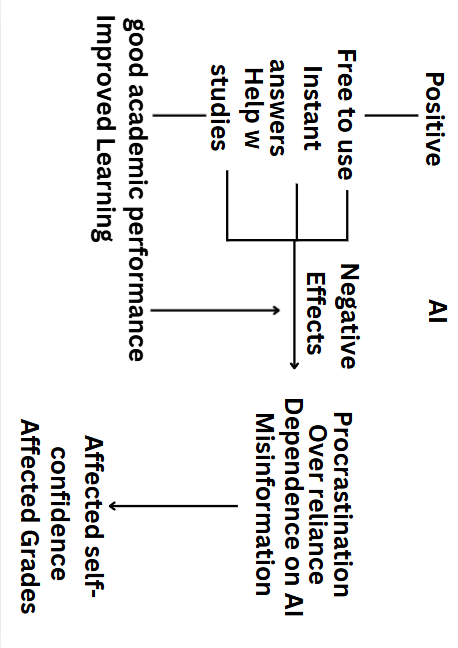 AI
Positive
Free to use
Instant
answers
Help w
studies
good academic performance
Improved Learning
Negative
Effects
Procrastination
Over reliance
Dependence on AI
Misinformation
Affected self-
confidence
Affected Grades